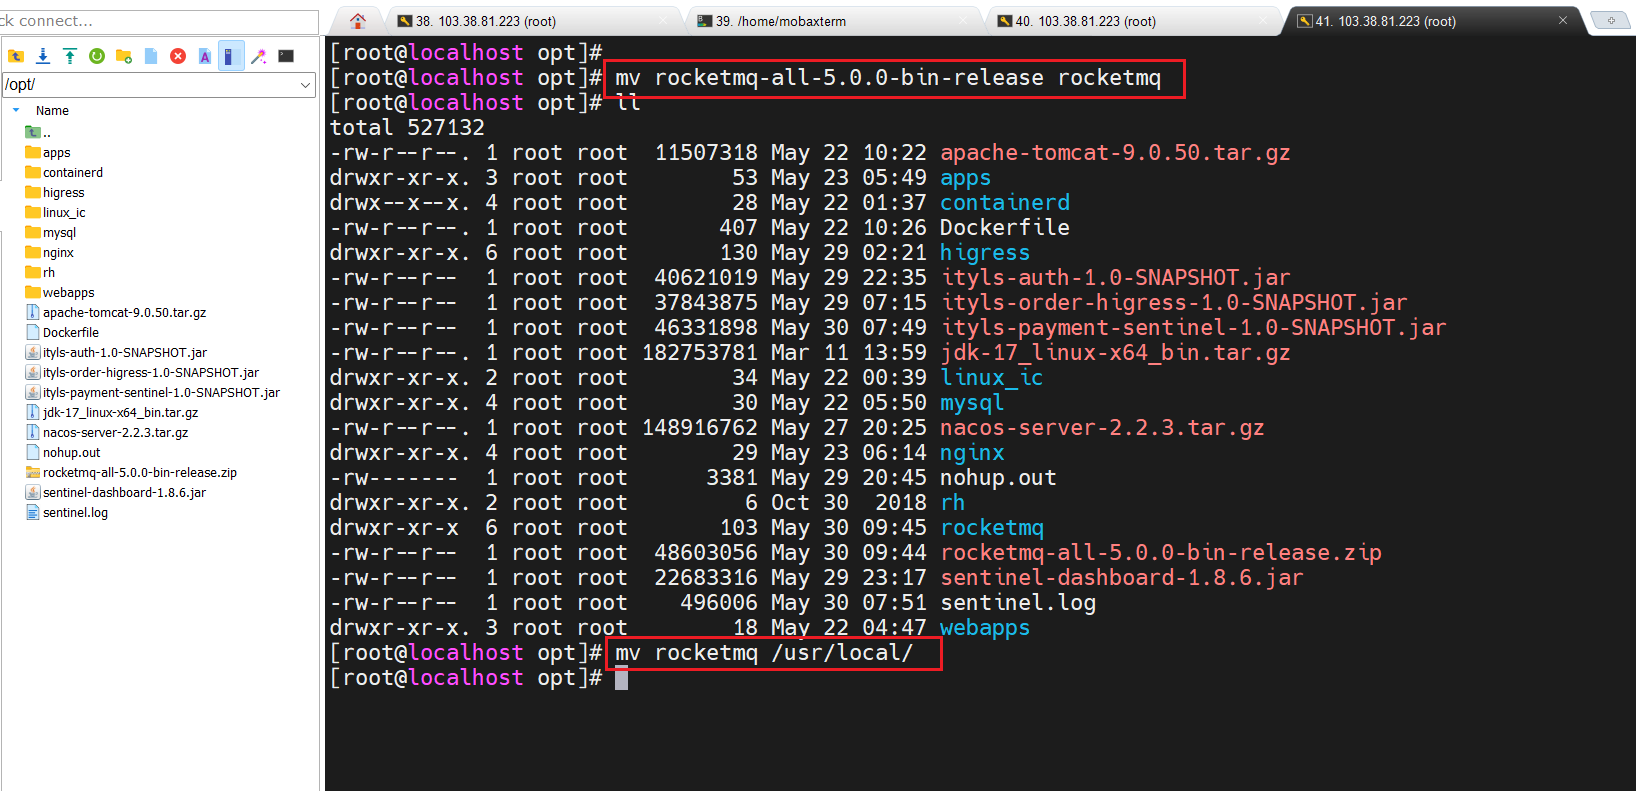 ck connect...
38. 103.38.81.223 (root)
39. /home/mobaxterm
40. 103.38.81.223 (root)
41. 103.38.81.223 (root)
/opt/
Name
..
apps
containerd
higress
linux_ic
mysql
nginx
rh
webapps
apache-tomcat-9.0.50.tar.gz
Dockerfile
ityls-auth-1.0-SNAPSHOT.jar
ityls-order-higress-1.0-SNAPSHOT.jar
ityls-payment-sentinel-1.0-SNAPSHOT.jar
jdk-17_linux-x64_bin.tar.gz
nacos-server-2.2.3.tar.gz
nohup.out
rocketmq-all-5.0.0-bin-release.zip
sentinel-dashboard-1.8.6.jar
sentinel.log
[root@localhost opt]#
[root@localhost opt]# mv rocketmq-all-5.0.0-bin-release rocketmq
[root@localhost opt]# ll
total 527132
-rw-r--r--. 1 root root  11507318 May 22 10:22 apache-tomcat-9.0.50.tar.gz
drwxr-xr-x. 3 root root        53 May 23 05:49 apps
drwx--x--x. 4 root root        28 May 22 01:37 containerd
-rw-r--r--. 1 root root       407 May 22 10:26 Dockerfile
drwxr-xr-x. 6 root root       130 May 29 02:21 higress
-rw-r--r--  1 root root  40621019 May 29 22:35 ityls-auth-1.0-SNAPSHOT.jar
-rw-r--r--  1 root root  37843875 May 29 07:15 ityls-order-higress-1.0-SNAPSHOT.jar
-rw-r--r--  1 root root  46331898 May 30 07:49 ityls-payment-sentinel-1.0-SNAPSHOT.jar
-rw-r--r--. 1 root root 182753781 Mar 11 13:59 jdk-17_linux-x64_bin.tar.gz
drwxr-xr-x. 2 root root        34 May 22 00:39 linux_ic
drwxr-xr-x. 4 root root        30 May 22 05:50 mysql
-rw-r--r--. 1 root root 148916762 May 27 20:25 nacos-server-2.2.3.tar.gz
drwxr-xr-x. 4 root root        29 May 23 06:14 nginx
-rw-------  1 root root      3381 May 29 20:45 nohup.out
drwxr-xr-x. 2 root root         6 Oct 30  2018 rh
drwxr-xr-x  6 root root       103 May 30 09:45 rocketmq
-rw-r--r--  1 root root  48603056 May 30 09:44 rocketmq-all-5.0.0-bin-release.zip
-rw-r--r--  1 root root  22683316 May 29 23:17 sentinel-dashboard-1.8.6.jar
-rw-r--r--  1 root root    496006 May 30 07:51 sentinel.log
drwxr-xr-x. 3 root root        18 May 22 04:47 webapps
[root@localhost opt]# mv rocketmq /usr/local/
[root@localhost opt]#